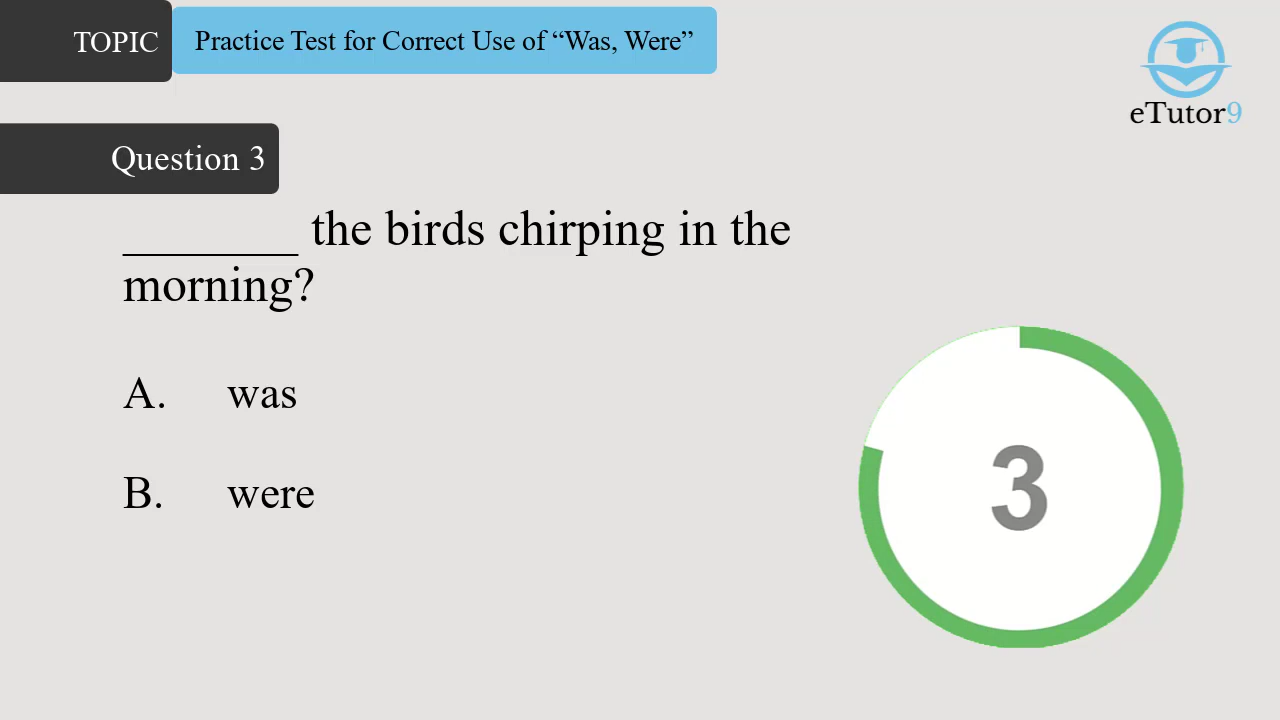 TOPIC
Practice Test for Correct Use of “Was, Were”
eTutor9
Question 3
_______ the birds chirping in the
morning?
A. was
B. were
3